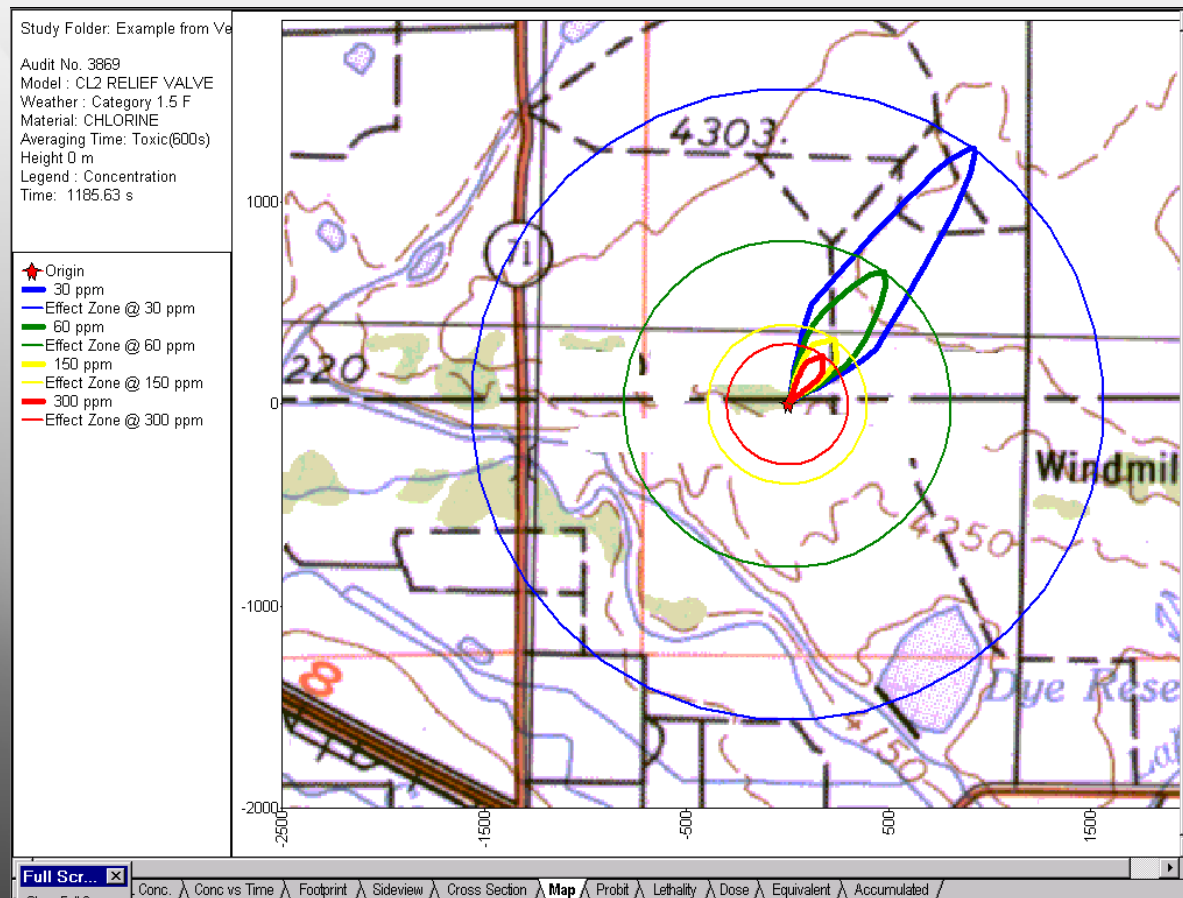 Study Folder: Example from Ve
Audit No. 3869
Model : CL2 RELIEF VALVE
Weather : Category 1.5 F
Material: CHLORINE
Averaging Time: Toxic(600s)
Height 0 m
Legend : Concentration
Time: 1185.63 s
Origin
30 ppm
Effect Zone @ 30 ppm
60 ppm
Effect Zone @ 60 ppm
150 ppm
Effect Zone @ 150 ppm
300 ppm
Effect Zone @ 300 ppm
1000
0
-1000
-2000
-2500
-1500
-500
500
1500
4303.
71
220
Windmil
4250
8
Dye Rese
150
Full Scr...
Conc.
Conc vs Time
Footprint
Sideview
Cross Section
Map
Probit
Lethality
Dose
Equivalent
Accumulated